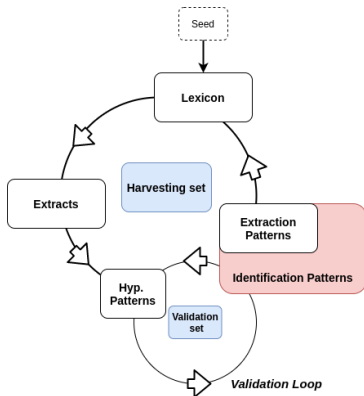 Seed
Lexicon
Harvesting set
Extracts
Extraction
Patterns
Identification Patterns
Hyp.
Patterns
Validation
set
Validation Loop